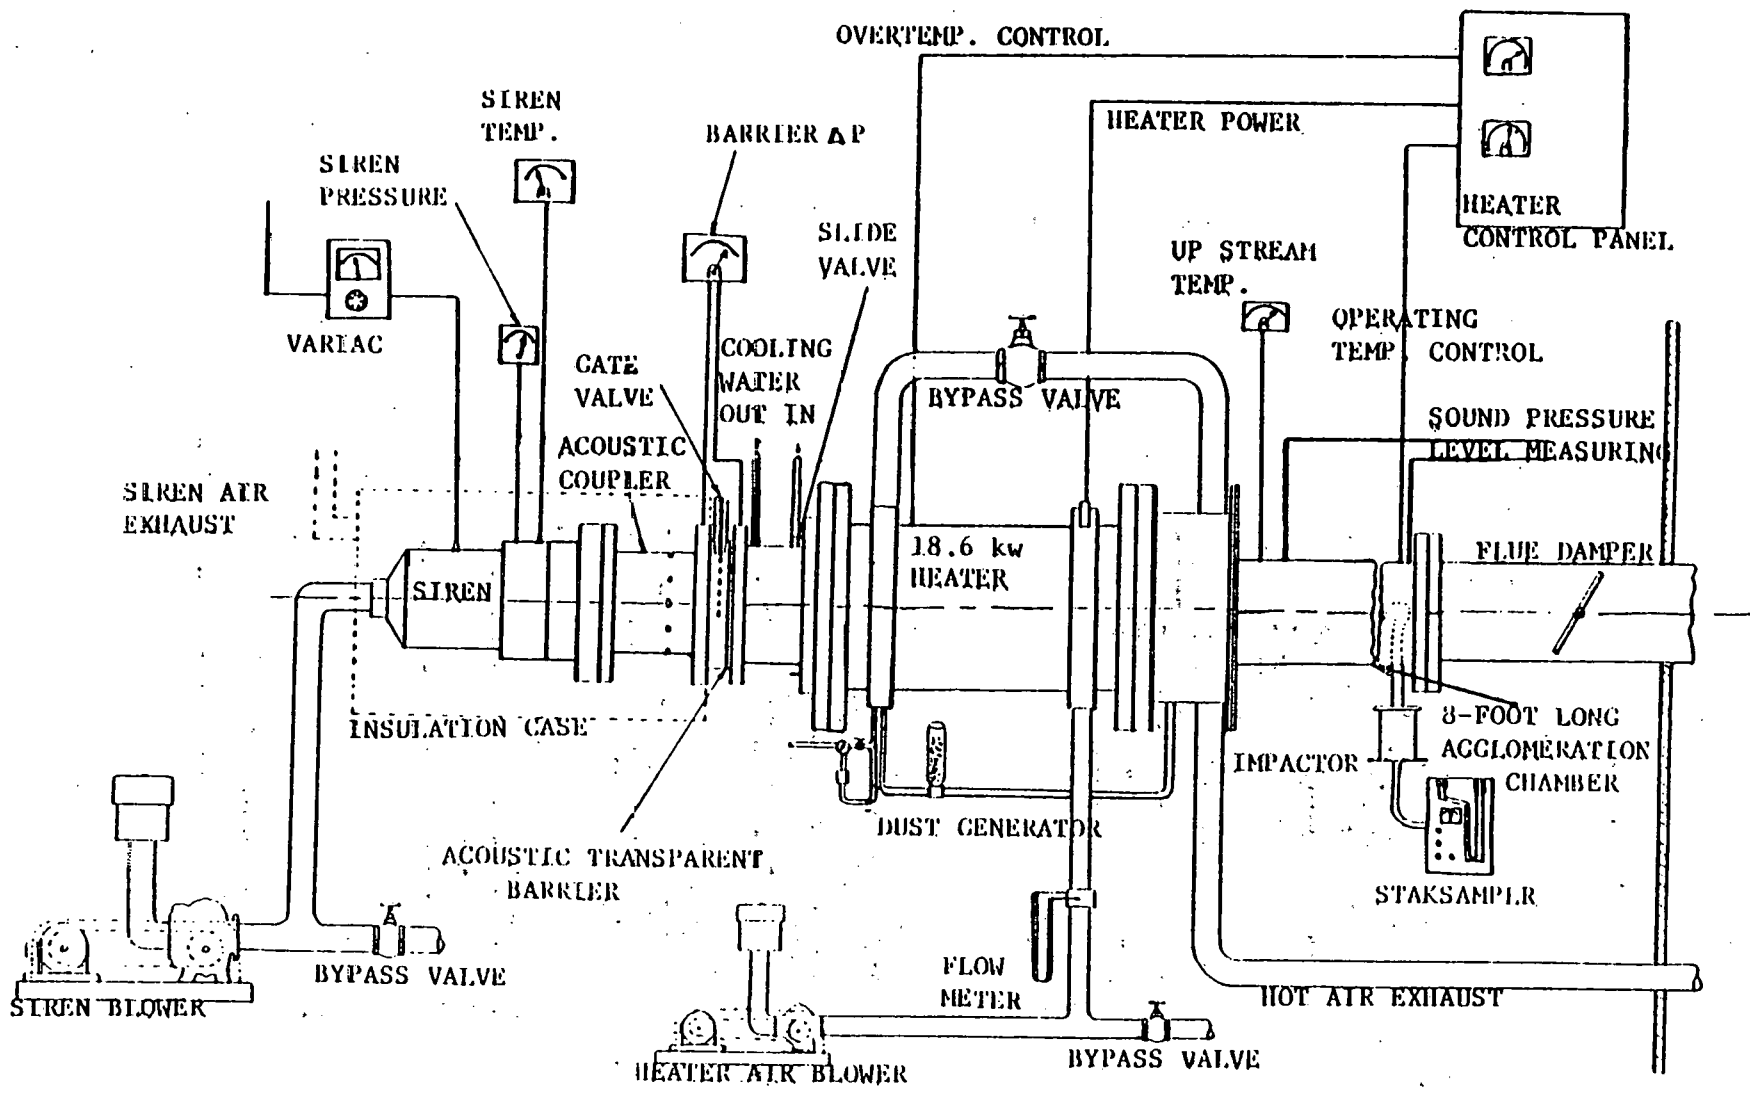 OVERTEMP. CONTROL
SIREN
TEMP.
BARRIER Δ P
HEATER POWER
SIREN
PRESSURE
SLIDE
VALVE
HEATER
CONTROL PANEL
UP STREAM
TEMP.
VARIAC
OPERATING
TEMP. CONTROL
GATE
VALVE
COOLING
WATER
OUT IN
BYPASS VALVE
SOUND PRESSURE
LEVEL MEASURING
ACOUSTIC
COUPLER
SIREN AIR
EXHAUST
18.6 kw
HEATER
FLUE DAMPER
SIREN
INSULATION CASE
8-FOOT LONG
AGGLOMERATION
CHAMBER
IMPACTOR
DUST GENERATOR
ACOUSTIC TRANSPARENT
BARRIER
STAKSAMPLR
BYPASS VALVE
SIREN BLOWER
FLOW
METER
HOT AIR EXHAUST
BYPASS VALVE
HEATER AIR BLOWER